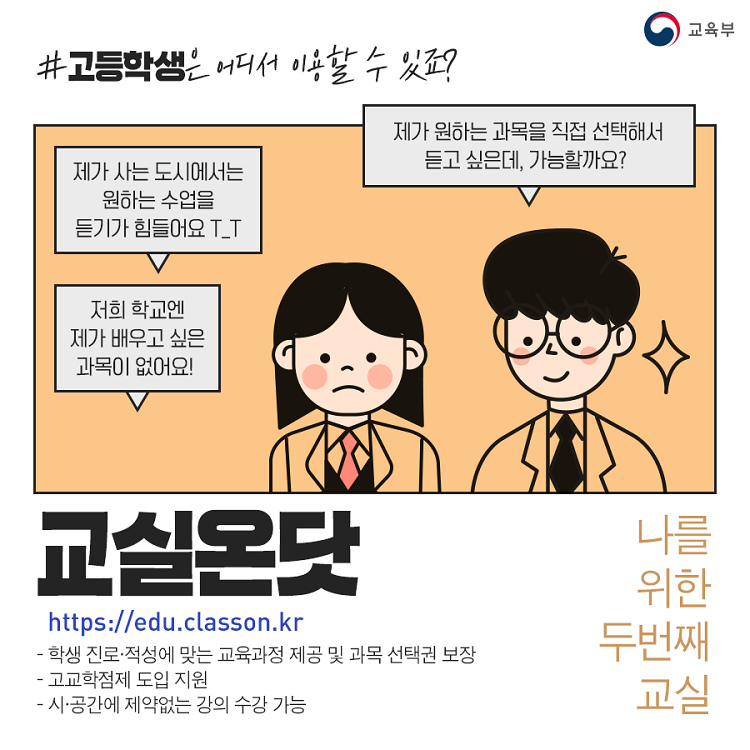 교육부
#고등학생은 어디서 이용할 수 있죠?
제가 사는 도시에서는
원하는 수업을
듣기가 힘들어요 T_T
제가 원하는 과목을 직접 선택해서
듣고 싶은데, 가능할까요?
저희 학교엔
제가 배우고 싶은
과목이 없어요!
교실온닷
https://edu.classon.kr
- 학생 진로·적성에 맞는 교육과정 제공 및 과목 선택권 보장
- 고교학점제 도입 지원
- 시·공간에 제약없는 강의 수강 가능
나를
위한
두번째
교실